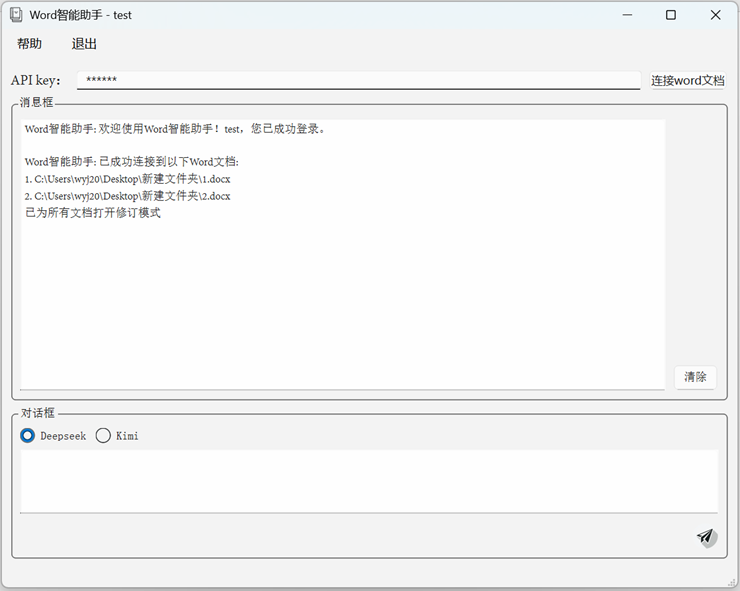 Word智能助手 - test
帮助 退出
API key: ****** 连接word文档
消息框
Word智能助手: 欢迎使用Word智能助手！test，您已成功登录。
Word智能助手: 已成功连接到以下Word文档:
1. C:\Users\wyj20\Desktop\新建文件夹\1.docx
2. C:\Users\wyj20\Desktop\新建文件夹\2.docx
已为所有文档打开修订模式
清除
对话框
Deepseek Kimi